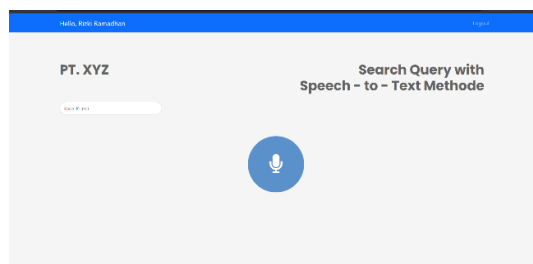 Hello, Rizki Ramadhan
Logout
PT. XYZ
Search Query with
Speech - to - Text Methode